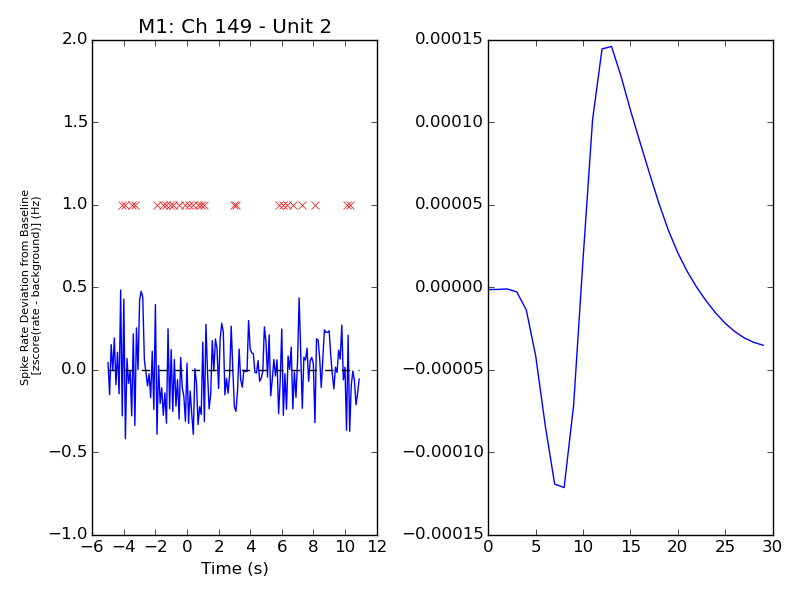 M1: Ch 149 - Unit 2
2.0
1.5
1.0
0.5
0.0
−0.5
−1.0
−6 −4 −2 0 2 4 6 8 10 12
Time (s)
Spike Rate Deviation from Baseline
[zscore(rate - background)] (Hz)
0.00015
0.00010
0.00005
0.00000
−0.00005
−0.00010
−0.00015
0 5 10 15 20 25 30